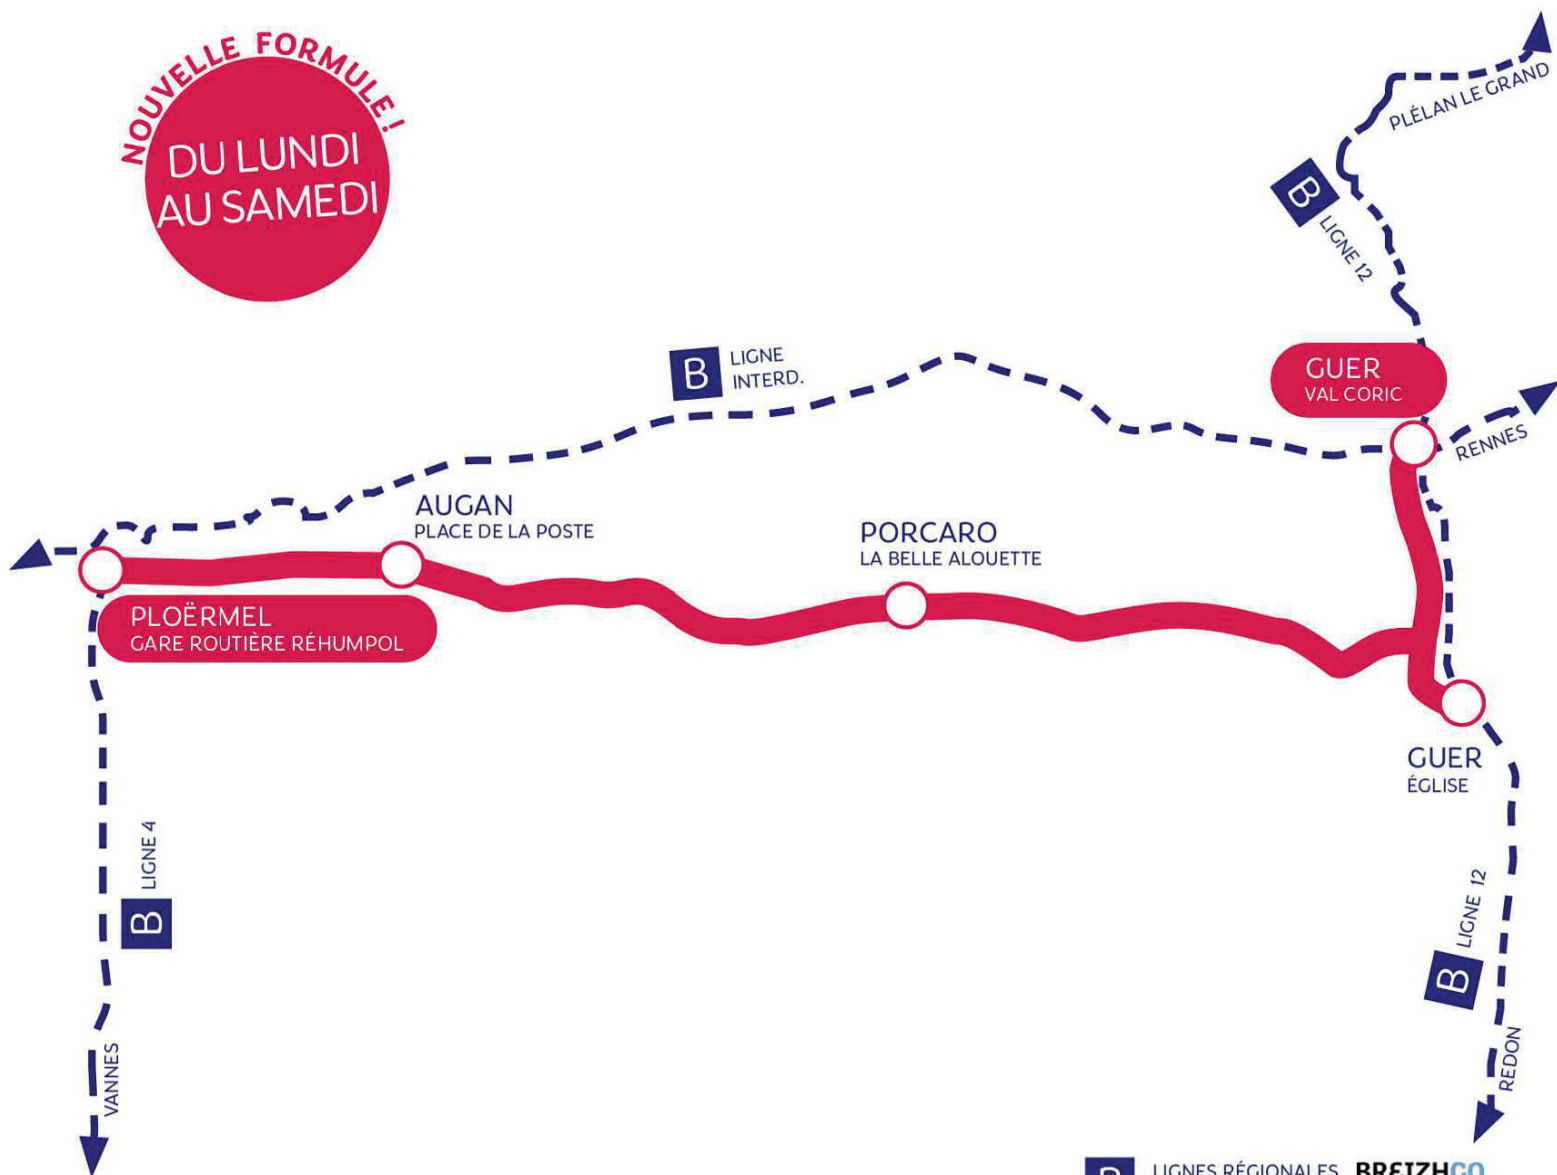 NOUVELLE FORMULE !
DU LUNDI
AU SAMEDI
PLÉLAN LE GRAND
B
LIGNE 12
B
LIGNE
INTERD.
GUER
VAL CORIC
RENNES
AUGAN
PLACE DE LA POSTE
PORCARO
LA BELLE ALOUETTE
PLOËRMEL
GARE ROUTIÈRE RÉHUMPOL
GUER
ÉGLISE
LIGNE 4
B
VANNES
LIGNE 12
B
REDON
B
LIGNES RÉGIONALES
BREIZHGO